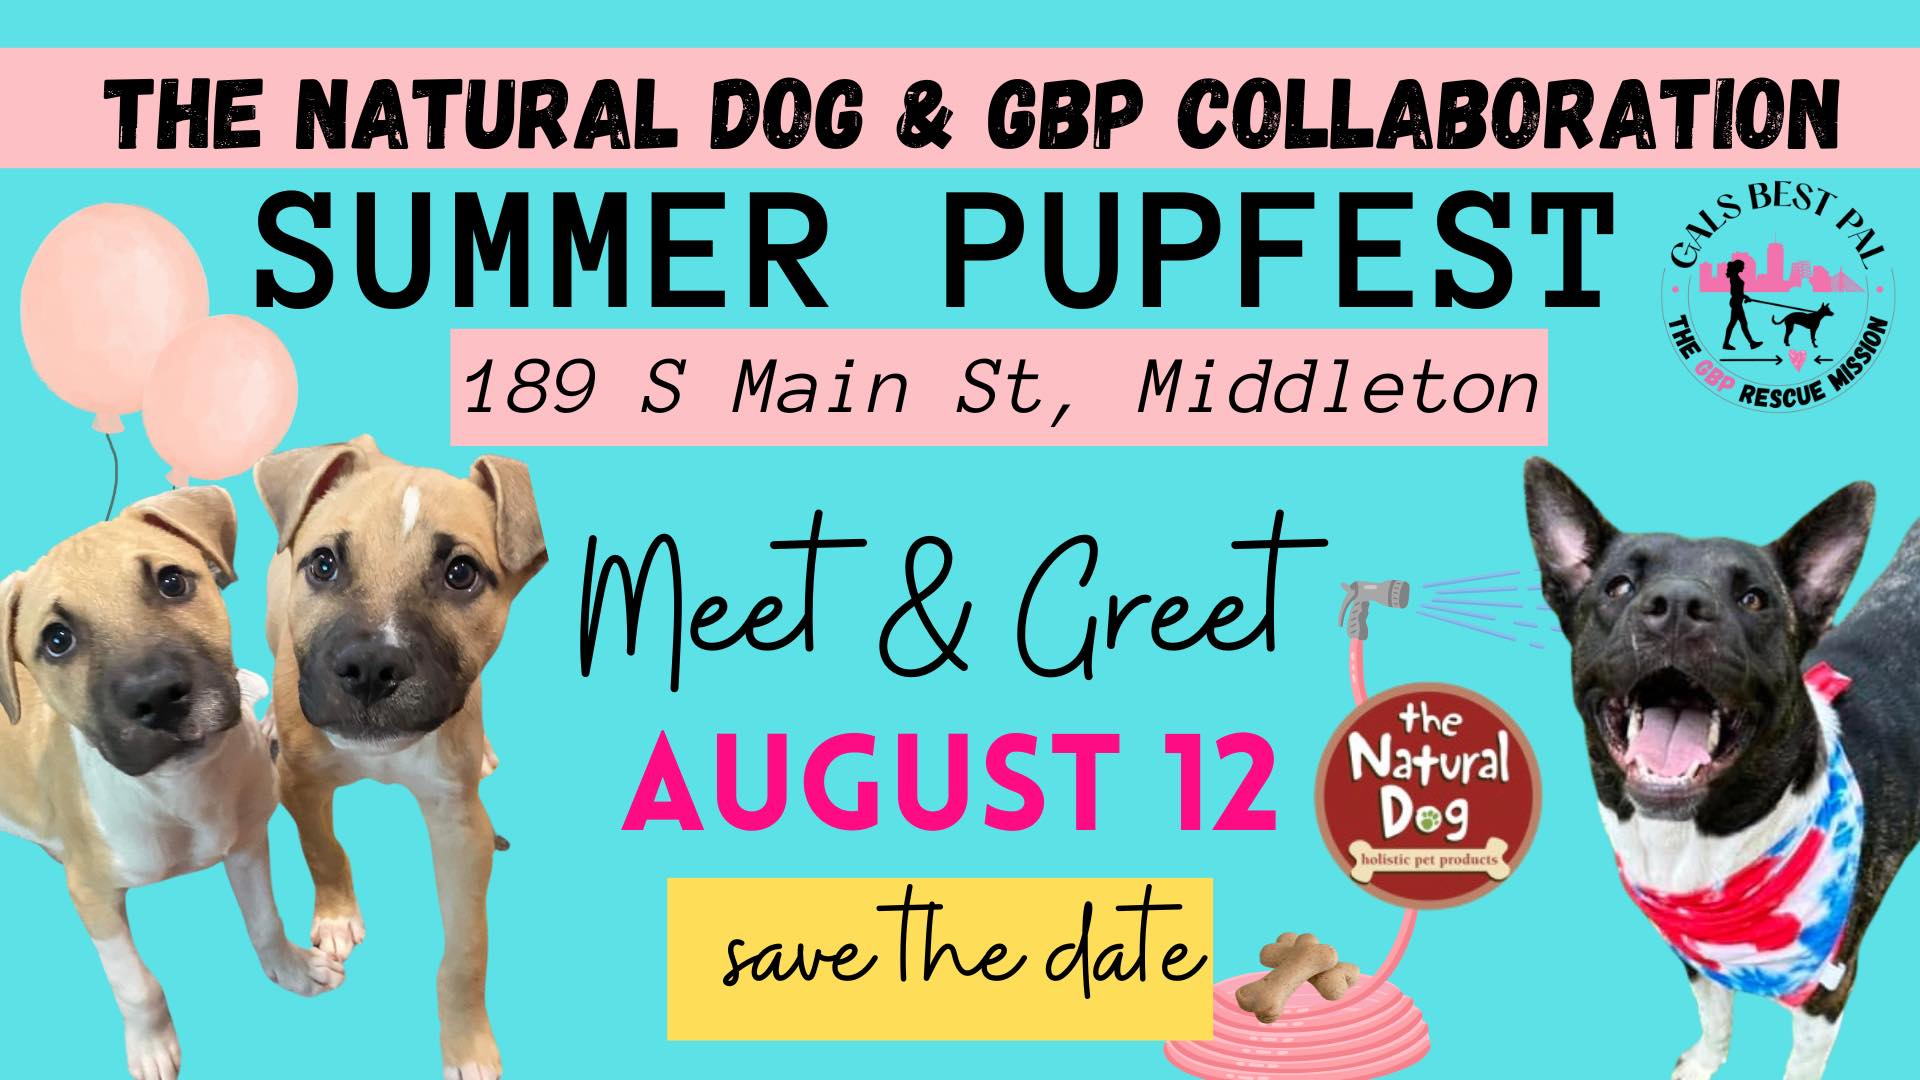 THE NATURAL DOG & GBP COLLABORATION
SUMMER PUPFEST
GALS BEST PAL
THE GBP RESCUE MISSION
189 S Main St, Middleton
Meet & Greet
AUGUST 12
the
Natural
Dog
holistic pet products
save the date